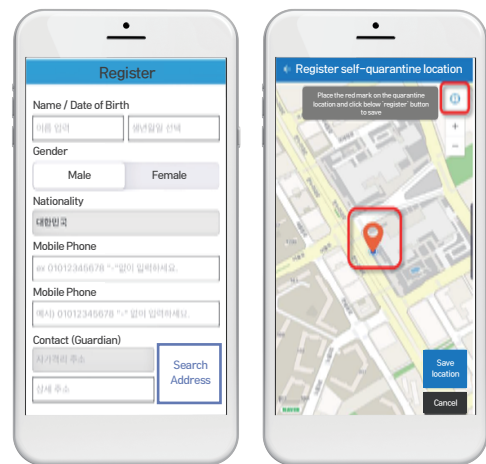 Register
Name / Date of Birth
이름 입력
생년월일 선택
Gender
Male
Female
Nationality
대한민국
Mobile Phone
ex 01012345678 "-"없이 입력하세요.
Mobile Phone
예시) 01012345678 "-" 없이 입력하세요.
Contact (Guardian)
자가격리 주소
상세 주소
Search
Address
Register self-quarantine location
Place the red mark on the quarantine
location and click below `register` button
to save
+
−
Save
location
Cancel